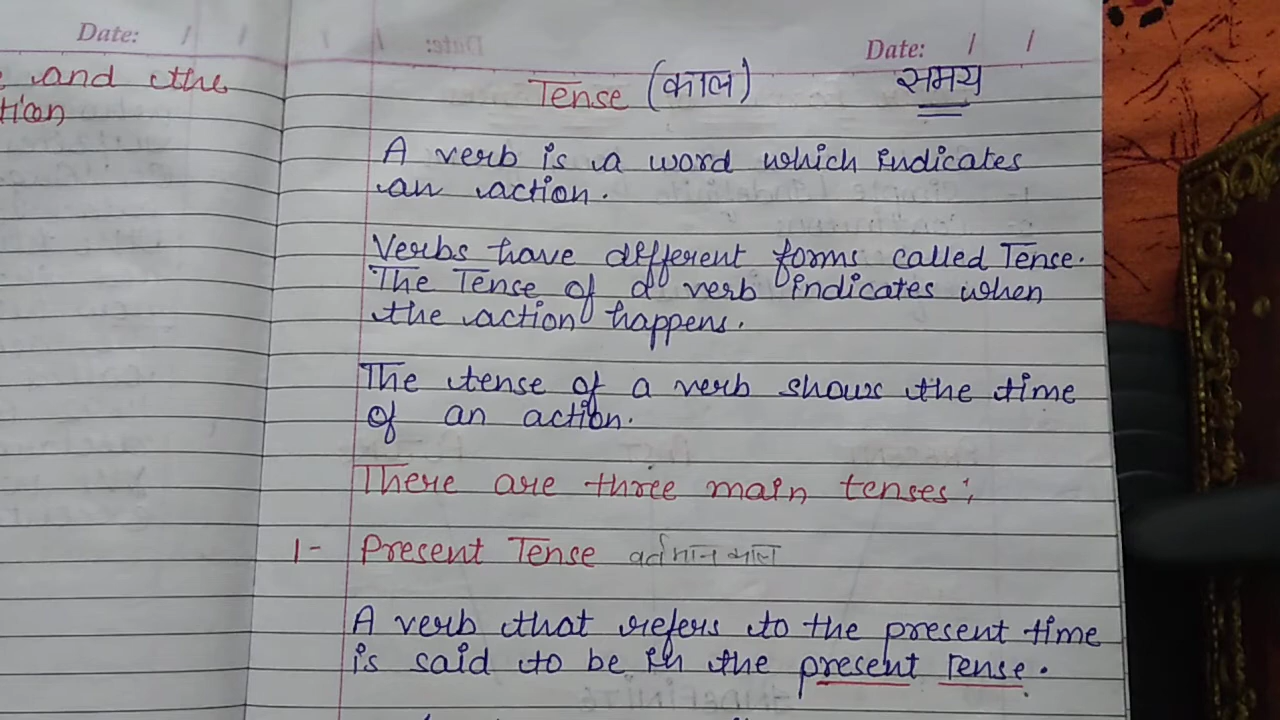 Date: / /
and the
tion
Date: / /
Tense (काल) समय
A verb is a word which indicates
an action.
Verbs have different forms called Tense.
The Tense of a verb indicates when
the action happens.
The tense of a verb shows the time
of an action.
There are three main tenses;
1- Present Tense वर्तमान काल
A verb that refers to the present time
is said to be in the present Tense.